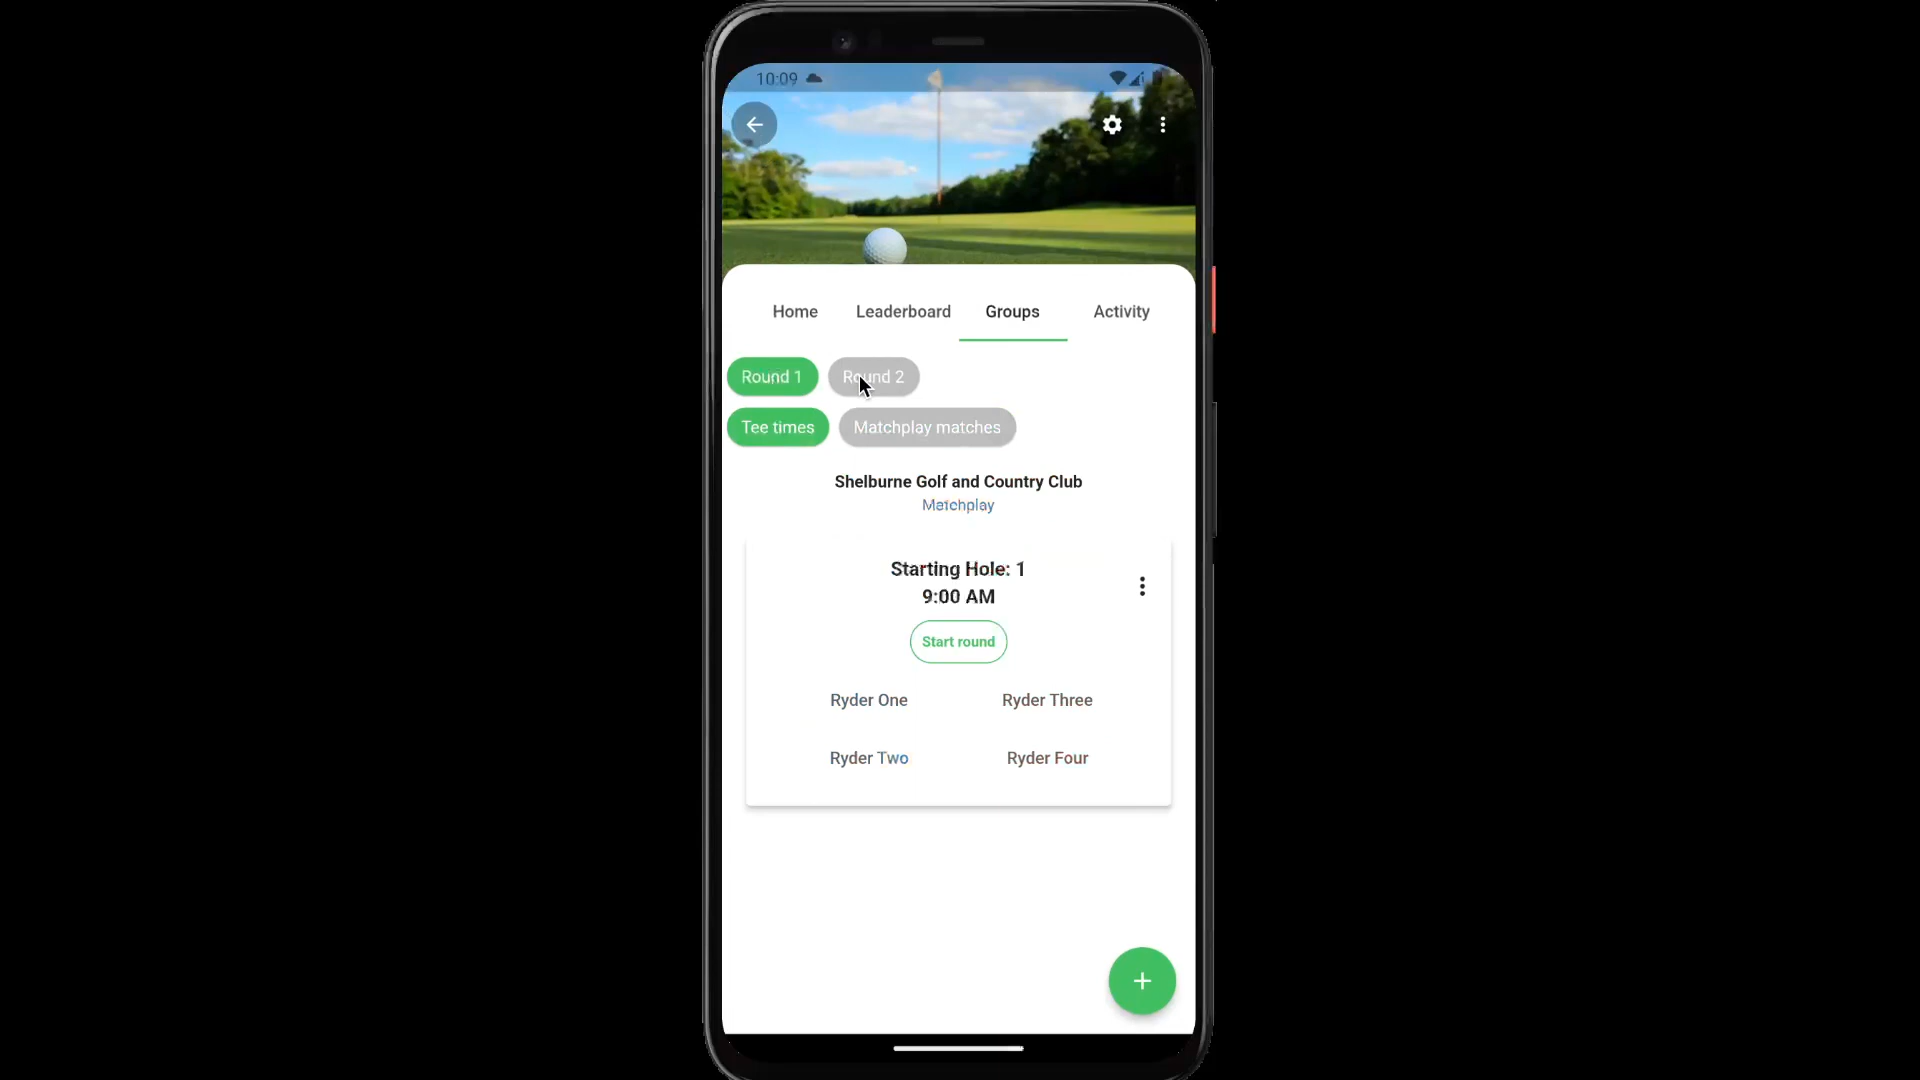 10:09
Home Leaderboard Groups Activity
Round 1 Round 2
Tee times Matchplay matches
Shelburne Golf and Country Club
Matchplay
Starting Hole: 1
9:00 AM
Start round
Ryder One Ryder Three
Ryder Two Ryder Four